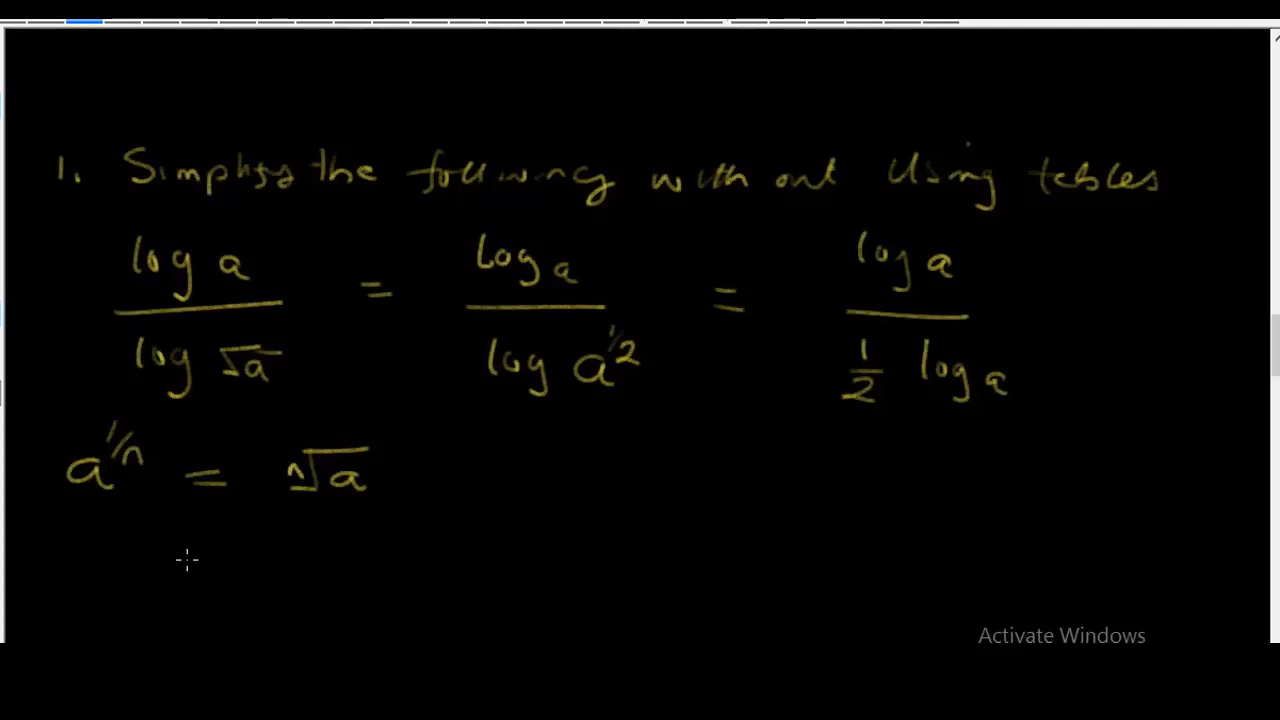 1. Simplify the following with out Using tables
log a / log √a = log a / log a^1/2 = log a / 1/2 log a
a^1/n = n√a
Activate Windows